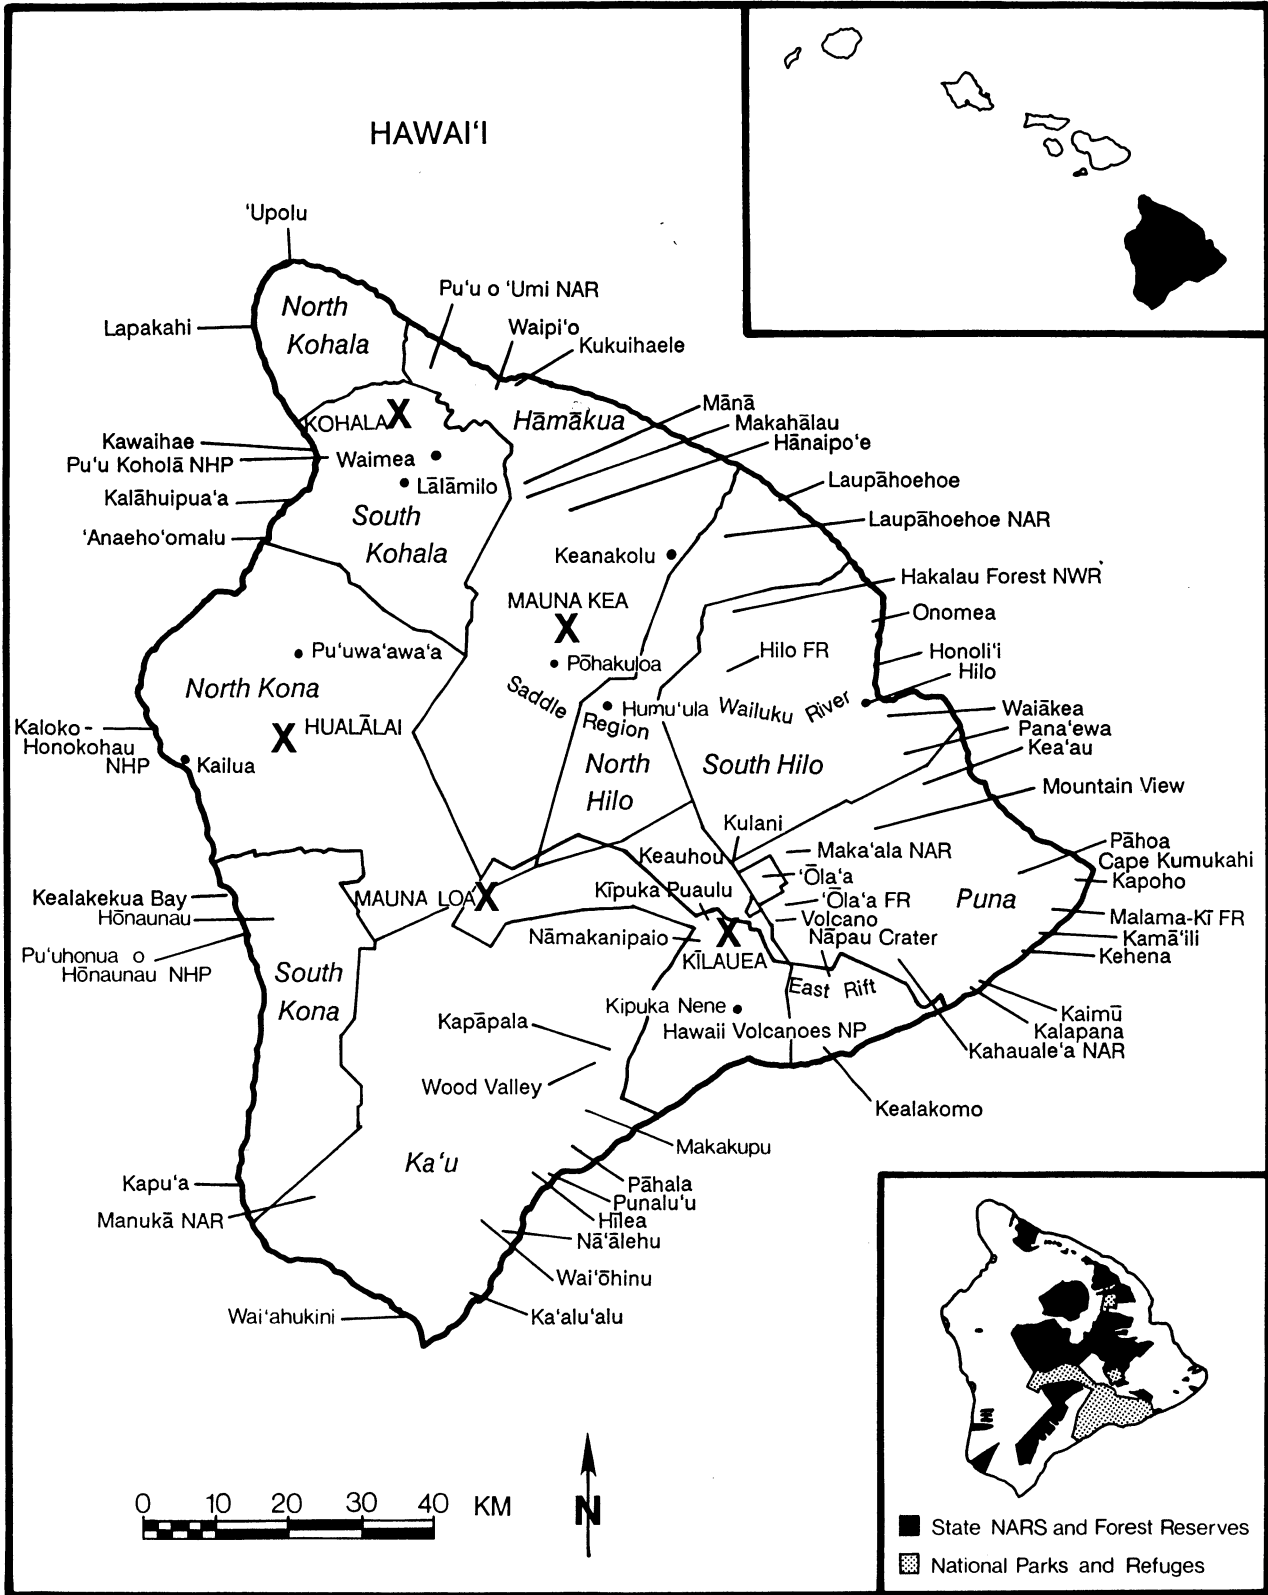 HAWAI‘I
‘Upolu
North
Kohala
Pu‘u o ‘Umi NAR
Lapakahi
Waipi‘o
Kukuihaele
Mānā
KOHALA X
Hāmākua
Makahālau
Hānaipo‘e
Kawaihae
Pu‘u Koholā NHP
Waimea
Lālāmilo
Laupāhoehoe
Kalāhuipua‘a
South
Kohala
Laupāhoehoe NAR
‘Anaeho‘omalu
Keanakolu
Hakalau Forest NWR
MAUNA KEA
X
Onomea
Pu‘uwa‘awa‘a
Pōhakuloa
Hilo FR
Honoli‘i
Hilo
North Kona
Saddle Region
Humu‘ula
Wailuku River
Waiākea
Kaloko -
Honokohau
NHP
X HUALĀLAI
Pana‘ewa
Kea‘au
Kailua
North
Hilo
South Hilo
Mountain View
Kulani
Keauhou
Maka‘ala NAR
Pāhoa
Cape Kumukahi
Kapoho
Kealakekua Bay
MAUNA LOA X
Kīpuka Puaulu
‘Ōla‘a
‘Ōla‘a FR
Puna
Hōnaunau
Volcano
Malama-Kī FR
Nāmakanipaio
X
KĪLAUEA
Nāpau Crater
Kamā‘ili
Kehena
Pu‘uhonua o
Hōnaunau NHP
South
Kona
East Rift
Kipuka Nene
Kaimū
Kalapana
Kapāpala
Hawaii Volcanoes NP
Kahauale‘a NAR
Wood Valley
Kealakomo
Makakupu
Ka‘u
Kapu‘a
Pāhala
Punalu‘u
Manukā NAR
Hīlea
Nā‘ālehu
Wai‘ōhinu
Wai‘ahukini
Ka‘alu‘alu
0 10 20 30 40 KM
N
State NARS and Forest Reserves
National Parks and Refuges